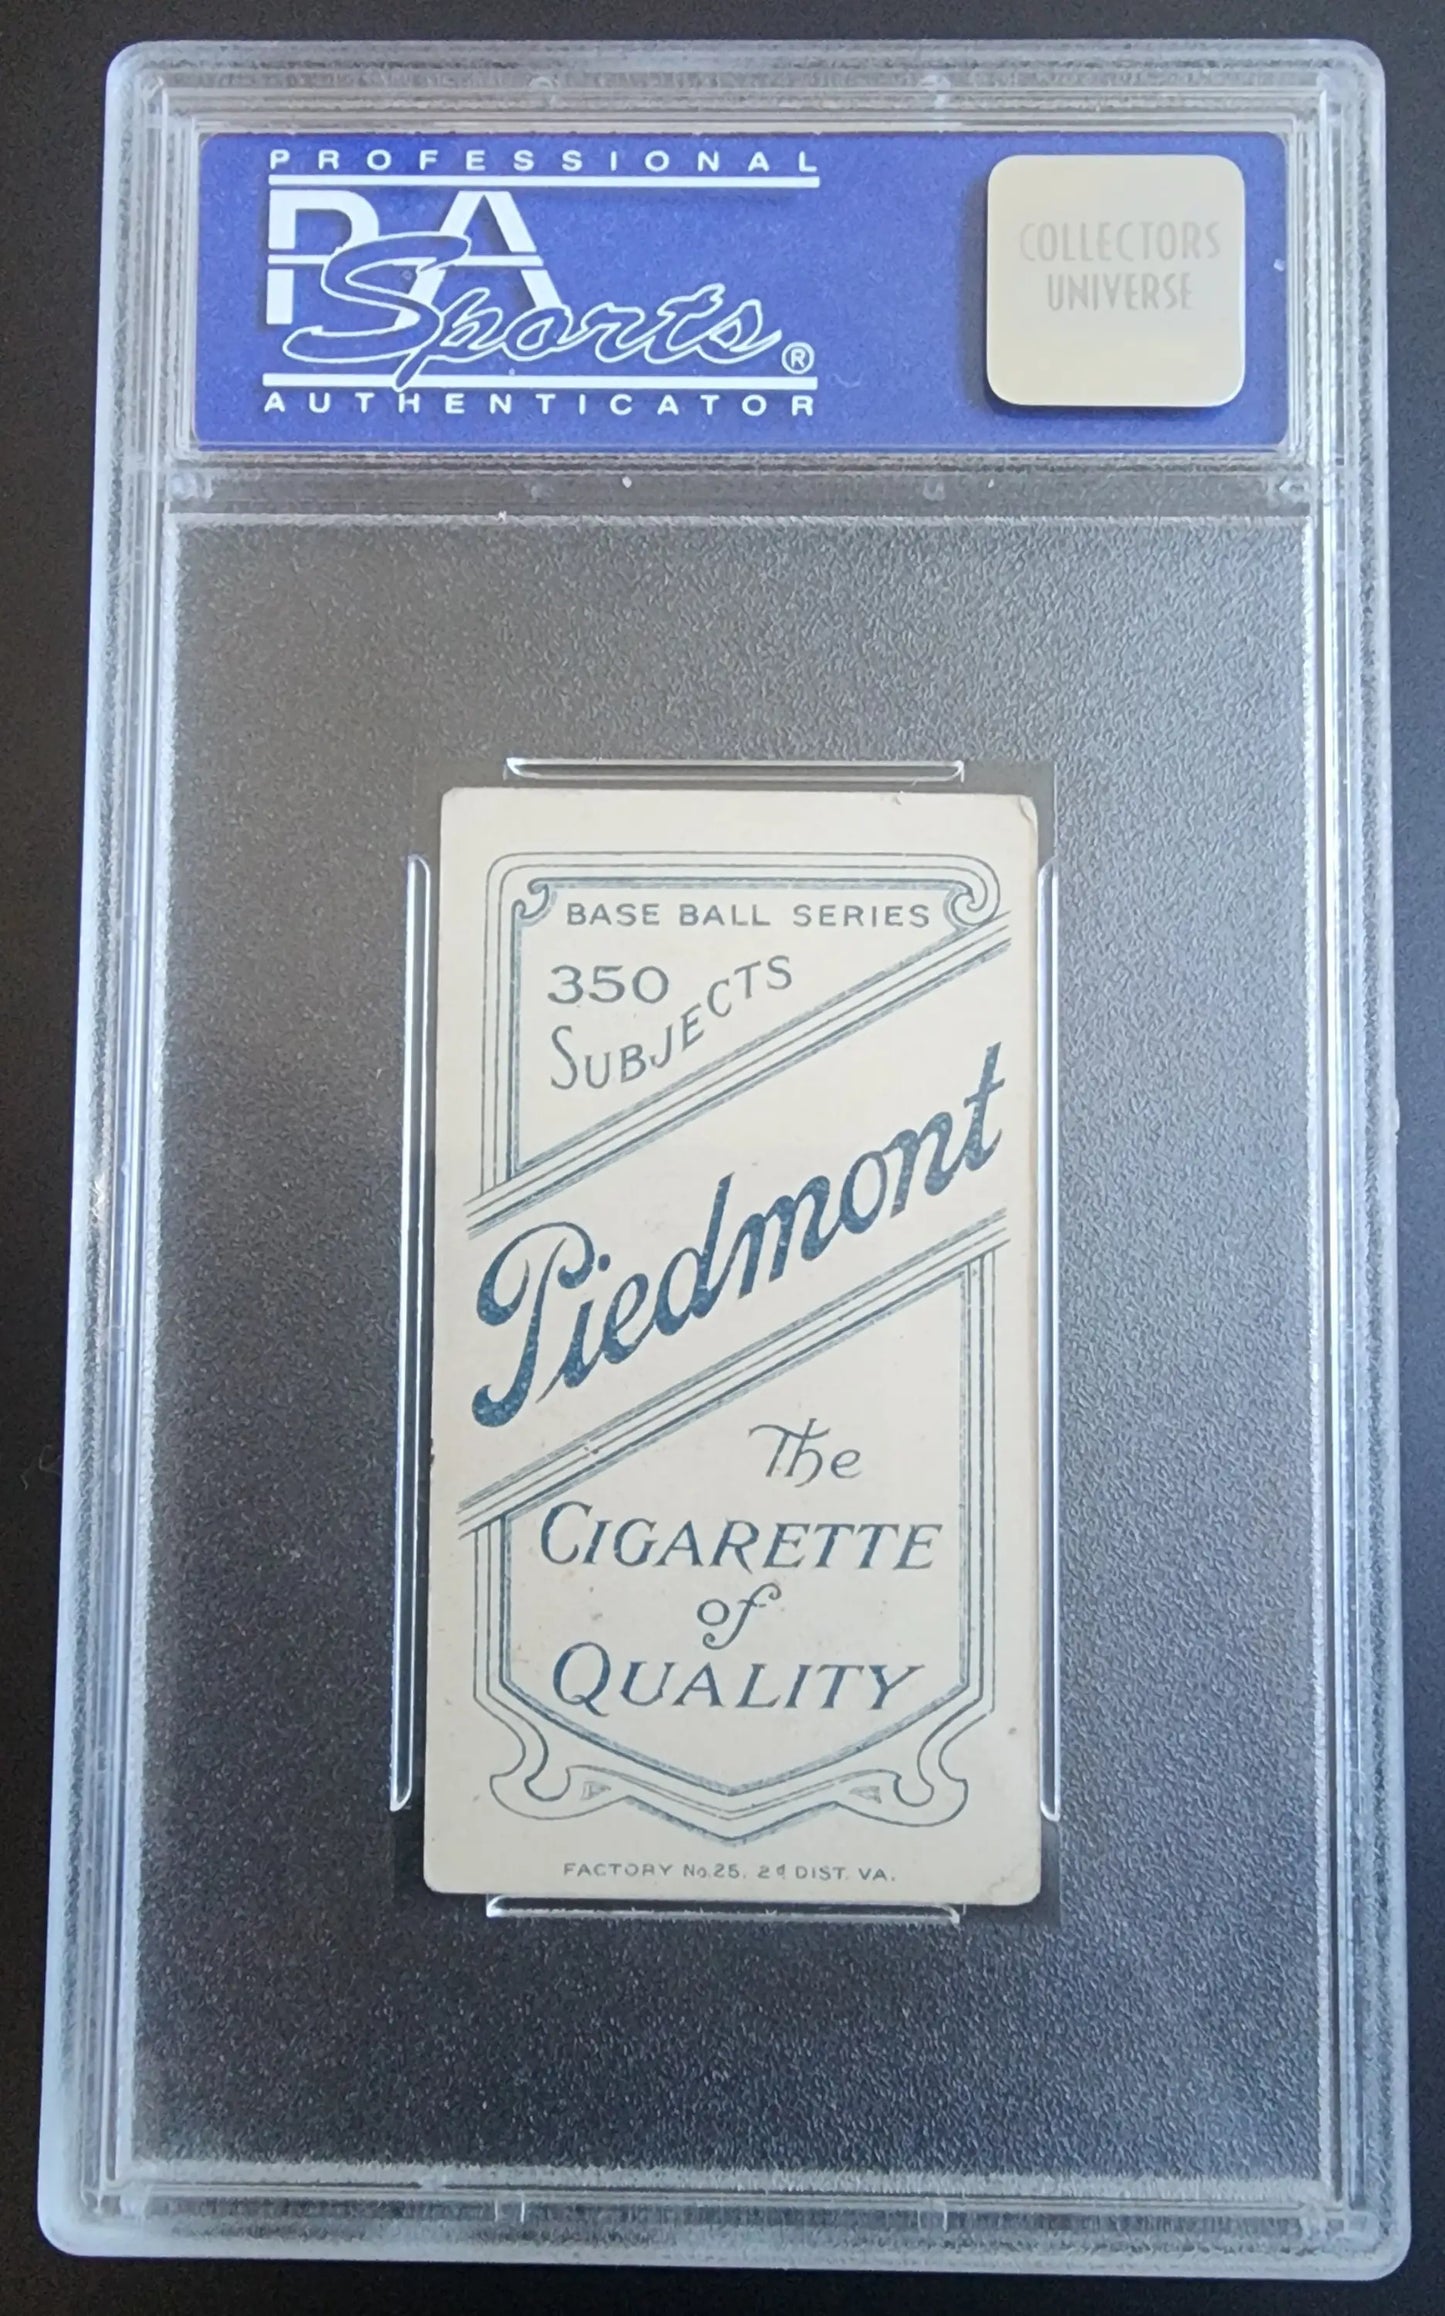 PROFESSIONAL
PSA
Sports®
AUTHENTICATOR
COLLECTORS
UNIVERSE
BASE BALL SERIES
350
SUBJECTS
Piedmont
The
CIGARETTE
of
QUALITY
FACTORY No. 25. 2d DIST. VA.